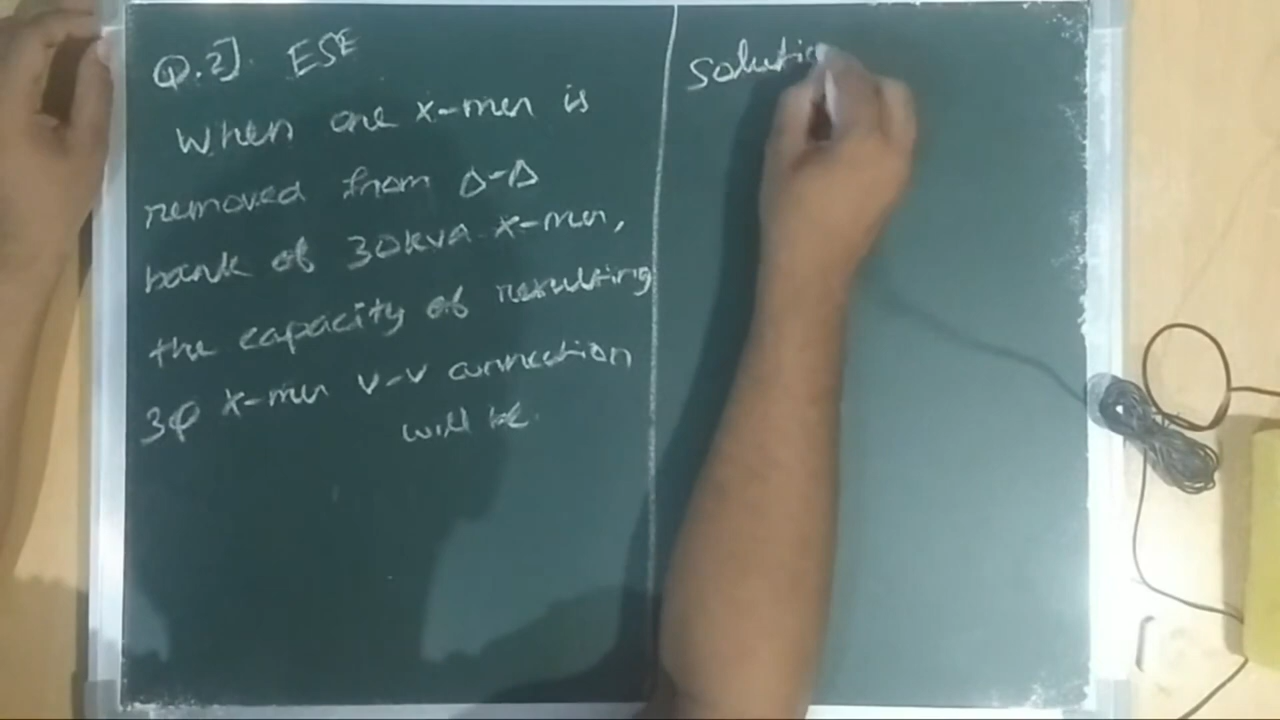 Q.2] ESE
When one x-mer is
removed from Δ-Δ
bank of 30kVA x-mer,
the capacity of resulting
3φ x-mer V-V connection
will be.
Solutio